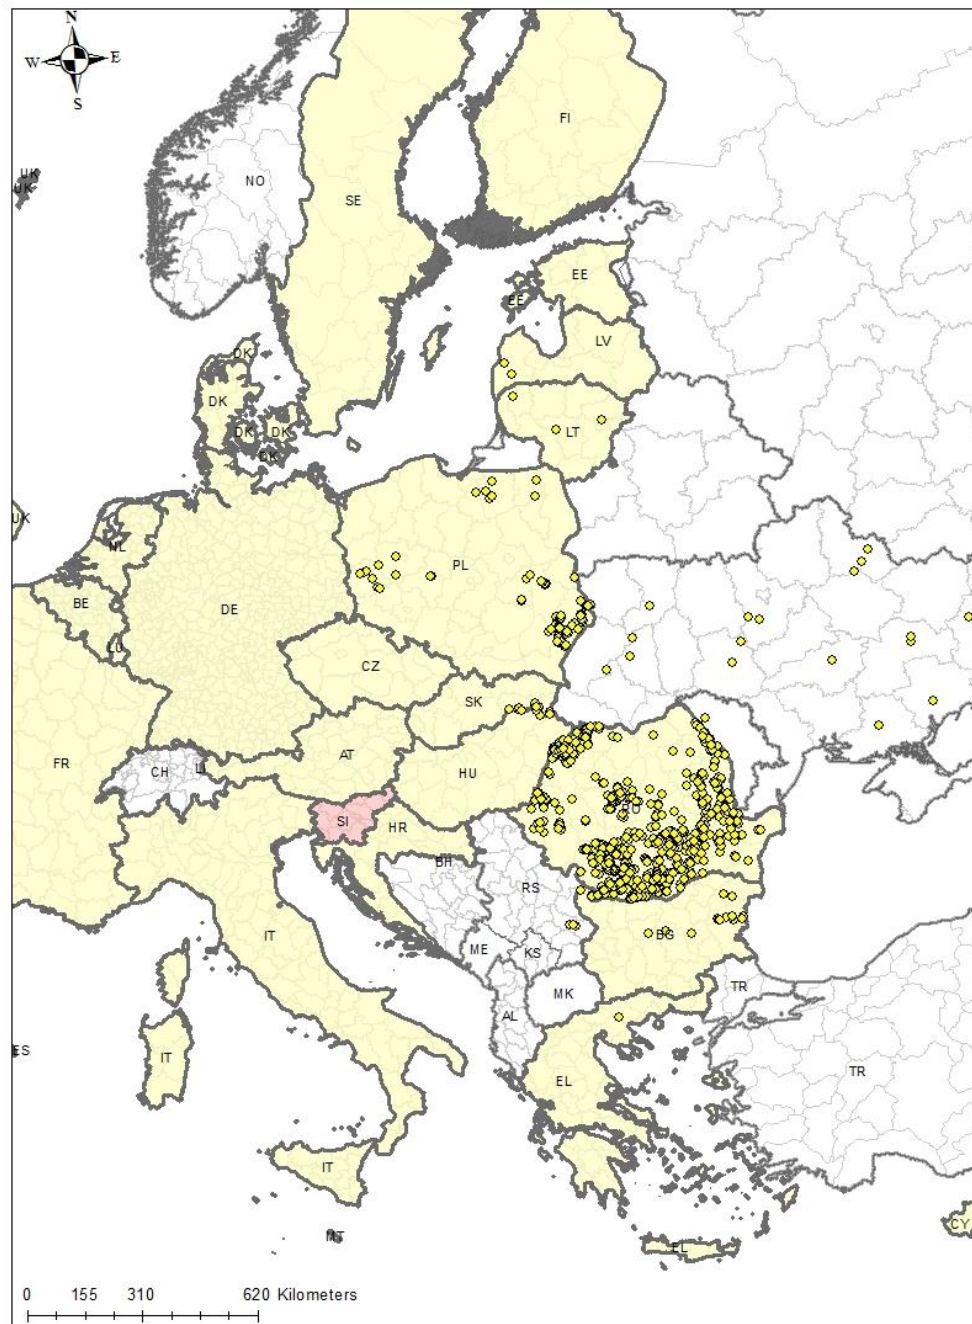 N
W E
S
FI
UK
UK
NO
SE
EE
EE
LV
DK
DK
DK
DK
DK
LT
UK
NL
PL
BE
DE
LU
CZ
SK
FR
AT
CH
LI
HU
SI
HR
BH
RS
IT
BG
ME
KS
MK
TR
AL
ES
IT
EL
TR
IT
CY
MT
EL
0 155 310 620 Kilometers